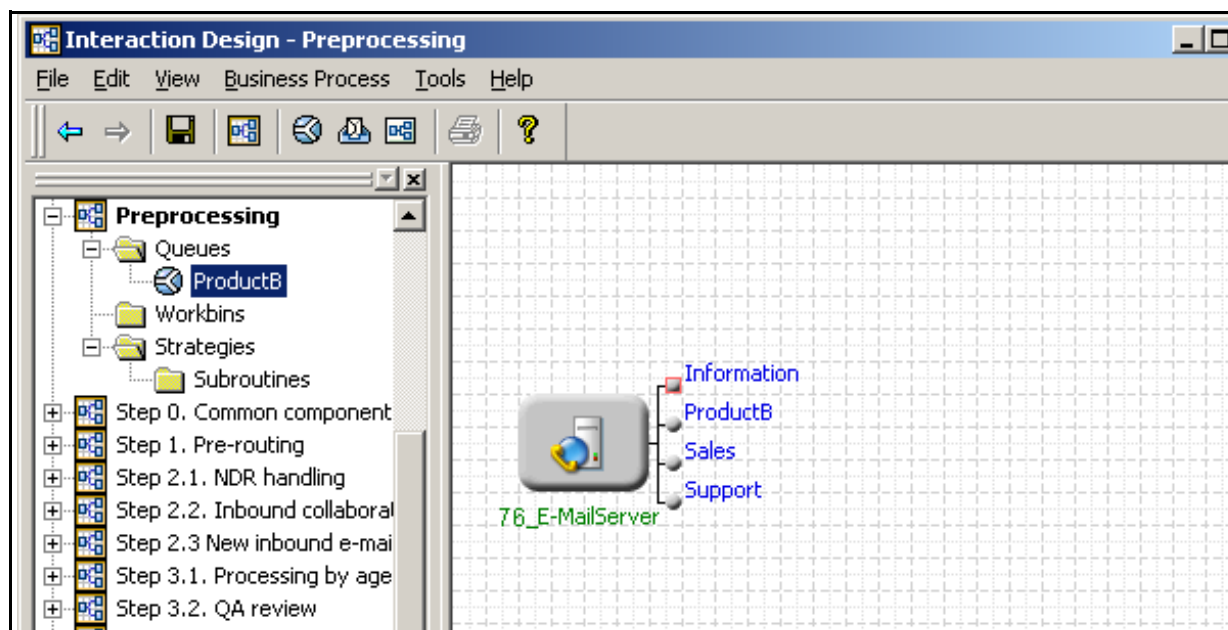 Interaction Design - Preprocessing
File Edit View Business Process Tools Help
Preprocessing
Queues
ProductB
Workbins
Strategies
Subroutines
Step 0. Common component
Step 1. Pre-routing
Step 2.1. NDR handling
Step 2.2. Inbound collaborat
Step 2.3 New inbound e-mai
Step 3.1. Processing by age
Step 3.2. QA review
Information
ProductB
Sales
Support
76_E-MailServer